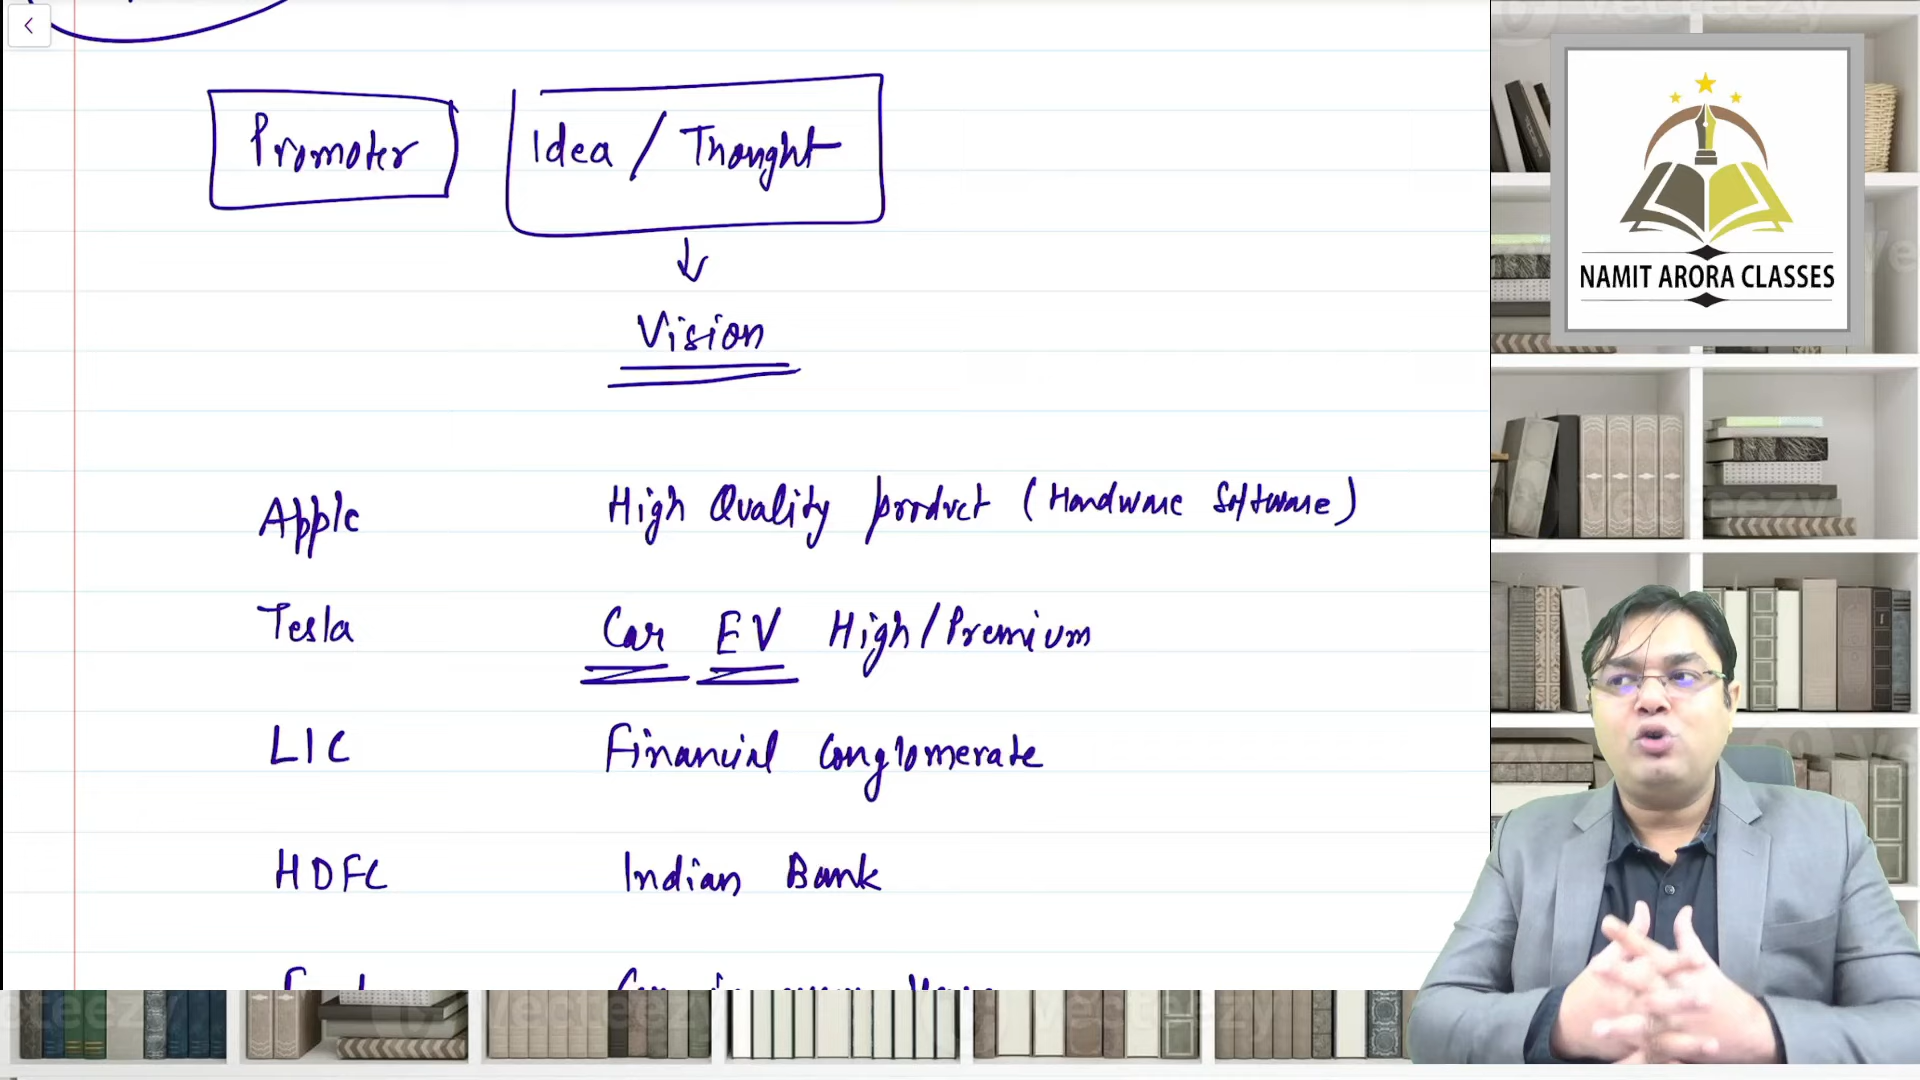 Promoter Idea / Thought
Vision
Apple High Quality product (Hardware Software)
Tesla Car EV High/Premium
LIC Financial Conglomerate
HDFC Indian Bank
NAMIT ARORA CLASSES